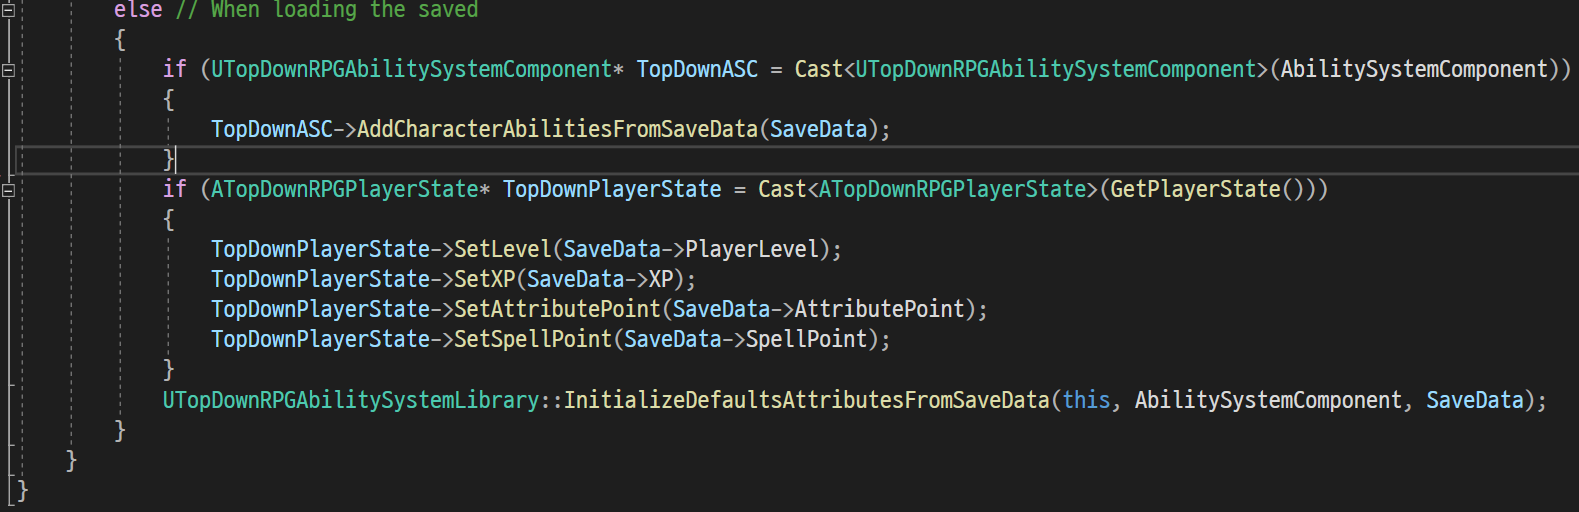 else // When loading the saved
{
if (UTopDownRPGAbilitySystemComponent* TopDownASC = Cast<UTopDownRPGAbilitySystemComponent>(AbilitySystemComponent))
{
TopDownASC->AddCharacterAbilitiesFromSaveData(SaveData);
}
if (ATopDownRPGPlayerState* TopDownPlayerState = Cast<ATopDownRPGPlayerState>(GetPlayerState()))
{
TopDownPlayerState->SetLevel(SaveData->PlayerLevel);
TopDownPlayerState->SetXP(SaveData->XP);
TopDownPlayerState->SetAttributePoint(SaveData->AttributePoint);
TopDownPlayerState->SetSpellPoint(SaveData->SpellPoint);
}
UTopDownRPGAbilitySystemLibrary::InitializeDefaultsAttributesFromSaveData(this, AbilitySystemComponent, SaveData);
}
}
}